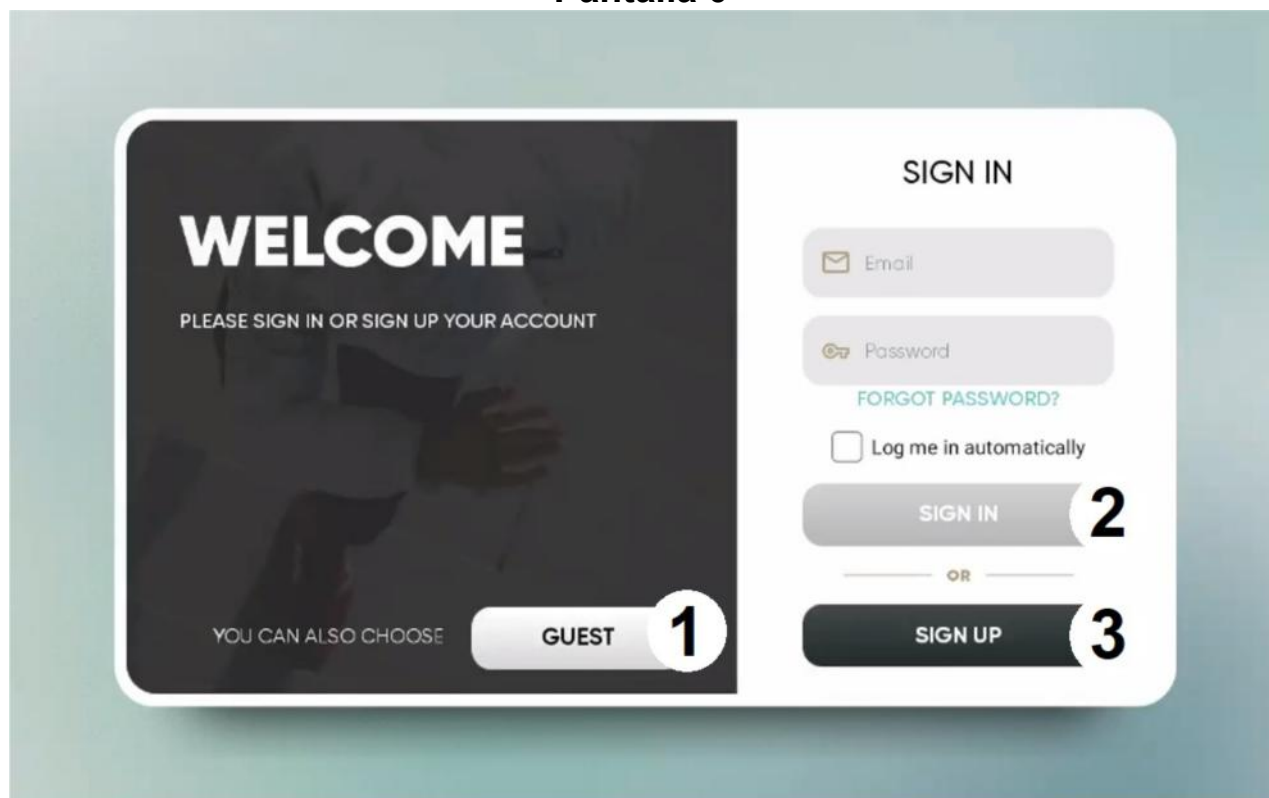 WELCOME
PLEASE SIGN IN OR SIGN UP YOUR ACCOUNT
YOU CAN ALSO CHOOSE
GUEST
1
SIGN IN
Email
Password
FORGOT PASSWORD?
Log me in automatically
SIGN IN
2
OR
SIGN UP
3